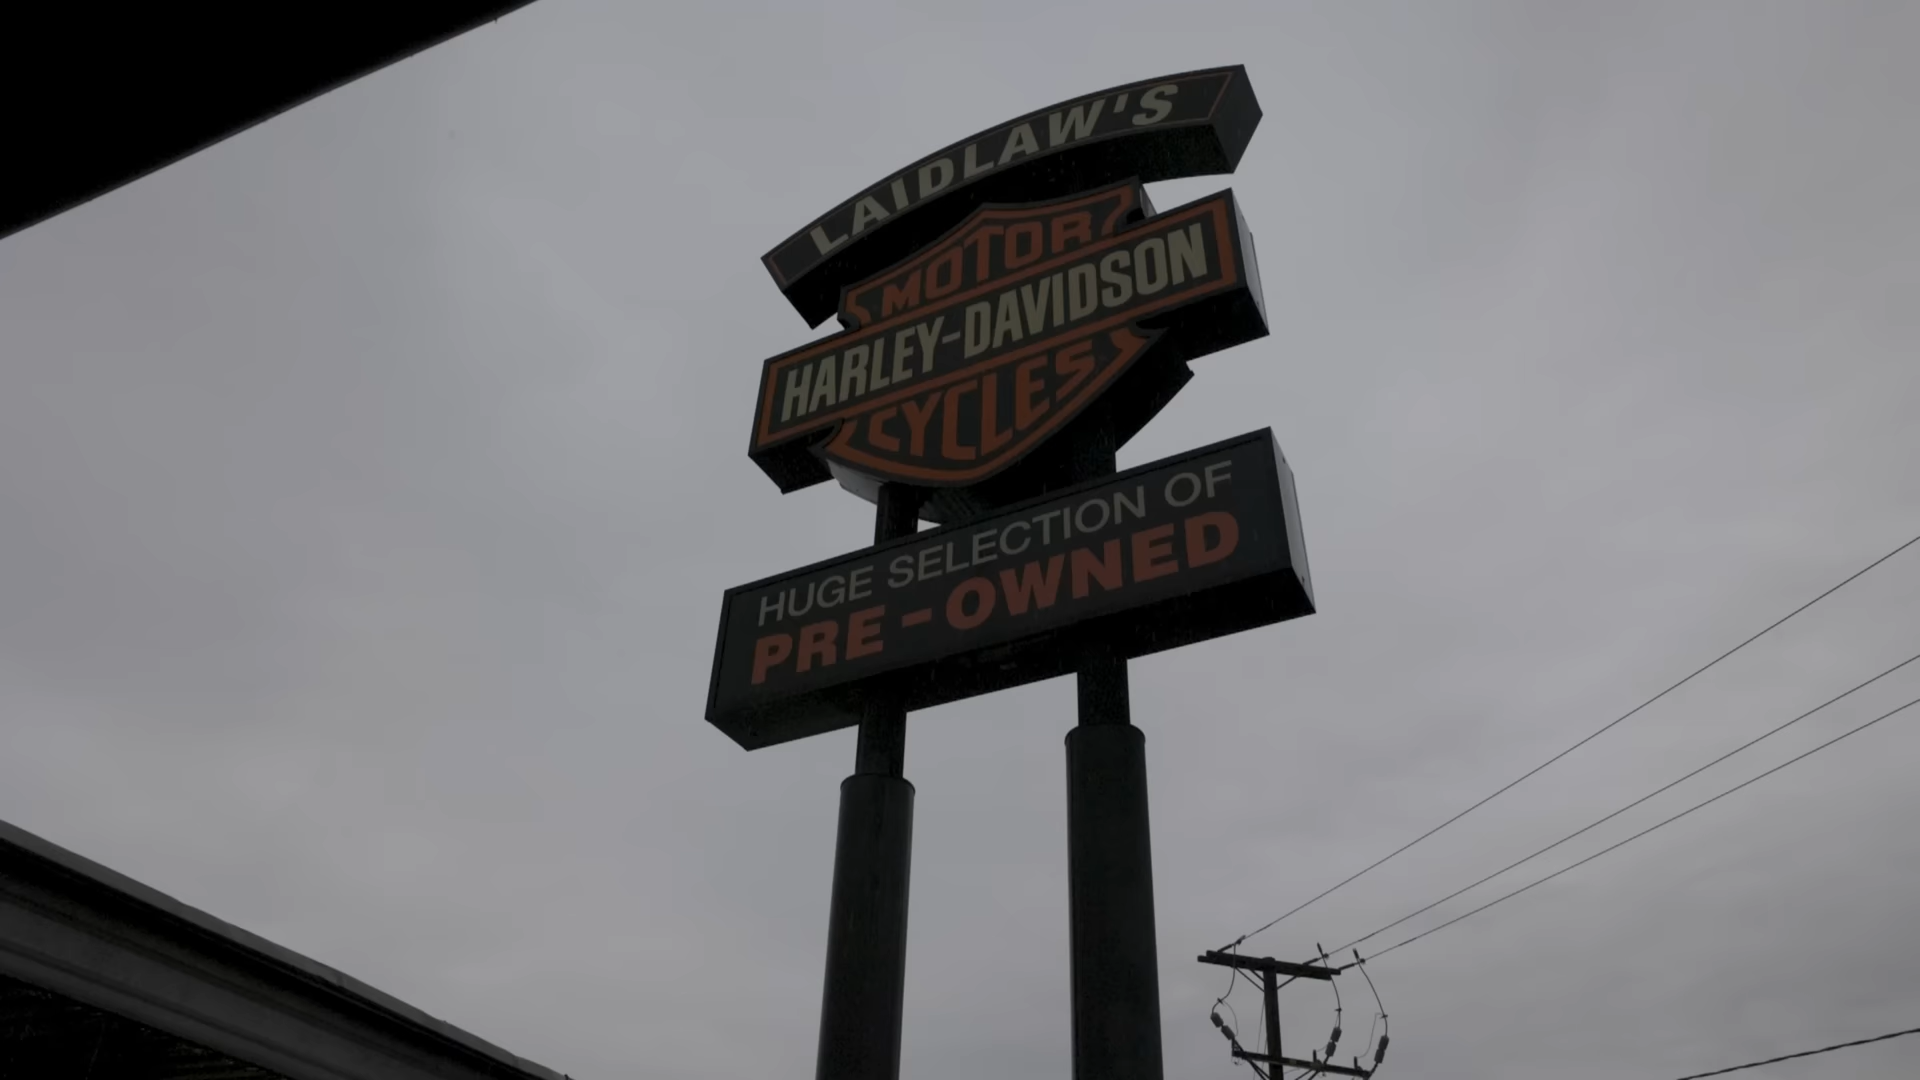 LAIDLAW'S
MOTOR
HARLEY-DAVIDSON
CYCLES
HUGE SELECTION OF
PRE-OWNED